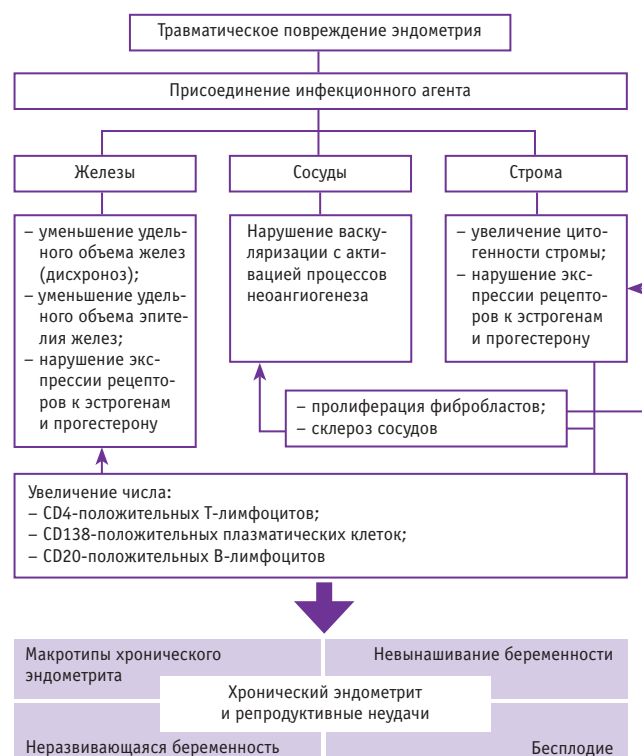 Травматическое повреждение эндометрия
Присоединение инфекционного агента
Железы
Сосуды
Строма
– уменьшение удель-
ного объема желез
(дисхроноз);
– уменьшение удель-
ного объема эпите-
лия желез;
– нарушение экс-
прессии рецепто-
ров к эстрогенам
и прогестерону
Нарушение васку-
ляризации с акти-
вацией процессов
неоангиогенеза
– увеличение цито-
генности стромы;
– нарушение экс-
прессии рецепто-
ров к эстрогенам
и прогестерону
– пролиферация фибробластов;
– склероз сосудов
Увеличение числа:
– CD4-положительных Т-лимфоцитов;
– CD138-положительных плазматических клеток;
– CD20-положительных В-лимфоцитов
Макротипы хронического
эндометрита
Невынашивание беременности
Хронический эндометрит
и репродуктивные неудачи
Неразвивающаяся беременность
Бесплодие